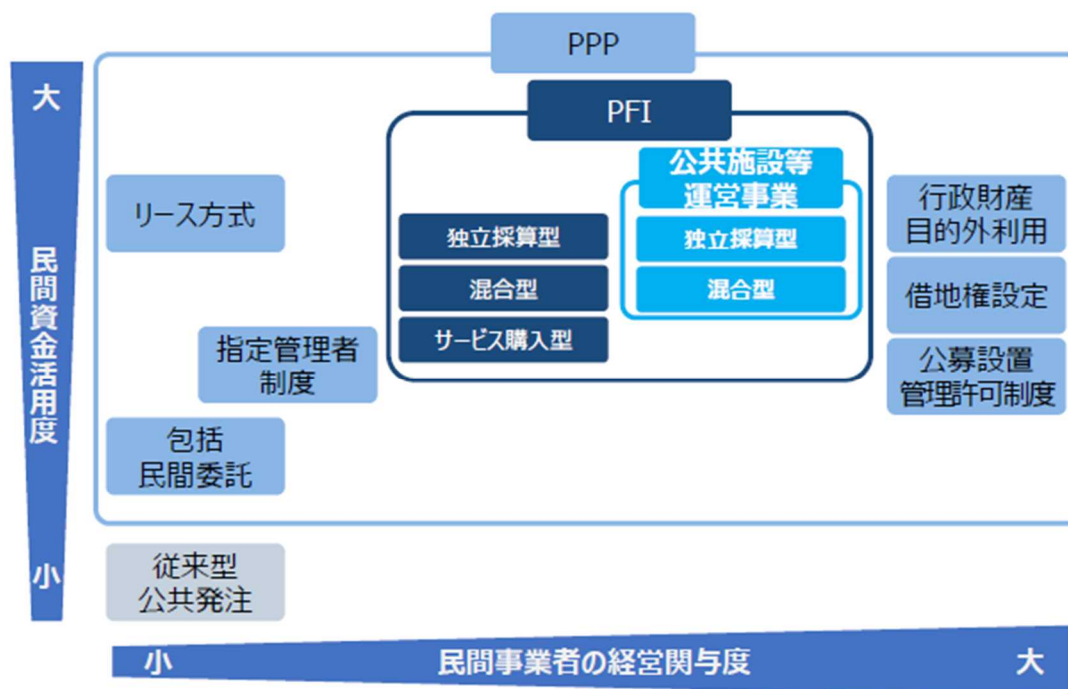 PPP
PFI
大
民間資金活用度
小
リース方式
指定管理者
制度
包括
民間委託
従来型
公共発注
独立採算型
混合型
サービス購入型
公共施設等
運営事業
独立採算型
混合型
行政財産
目的外利用
借地権設定
公募設置
管理許可制度
小
民間事業者の経営関与度
大